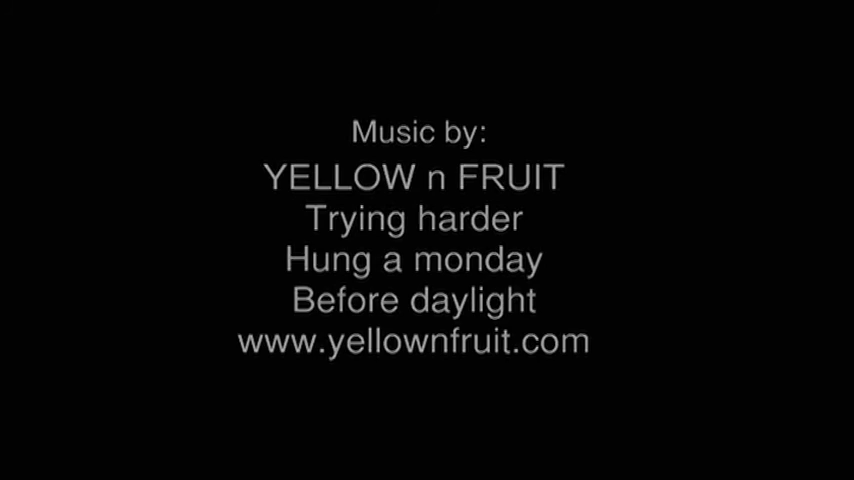 Music by:
YELLOW n FRUIT
Trying harder
Hung a monday
Before daylight
www.yellownfruit.com